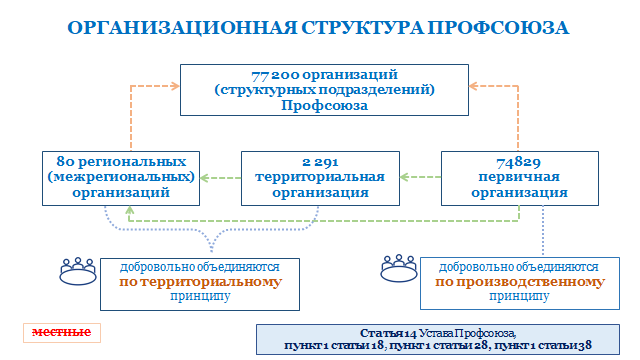 ОРГАНИЗАЦИОННАЯ СТРУКТУРА ПРОФСОЮЗА
77 200 организаций
(структурных подразделений)
Профсоюза
80 региональных
(межрегиональных)
организаций
2 291
территориальная
организация
74829
первичная
организация
добровольно объединяются
по территориальному
принципу
добровольно объединяются
по производственному
принципу
местные
Статья 14 Устава Профсоюза,
пункт 1 статьи 18, пункт 1 статьи 28, пункт 1 статьи 38